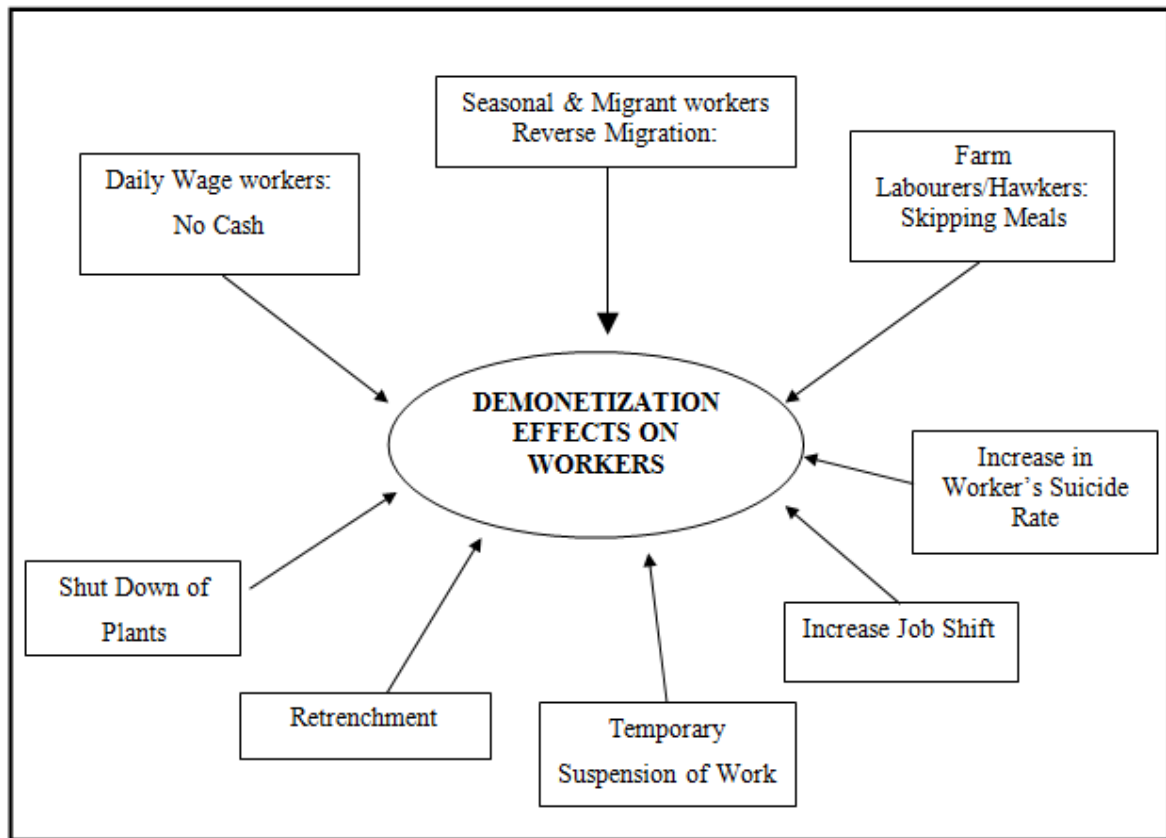 Seasonal & Migrant workers
Reverse Migration:
Daily Wage workers:
No Cash
Farm
Labourers/Hawkers:
Skipping Meals
DEMONETIZATION
EFFECTS ON
WORKERS
Increase in
Worker’s Suicide
Rate
Shut Down of
Plants
Increase Job Shift
Retrenchment
Temporary
Suspension of Work